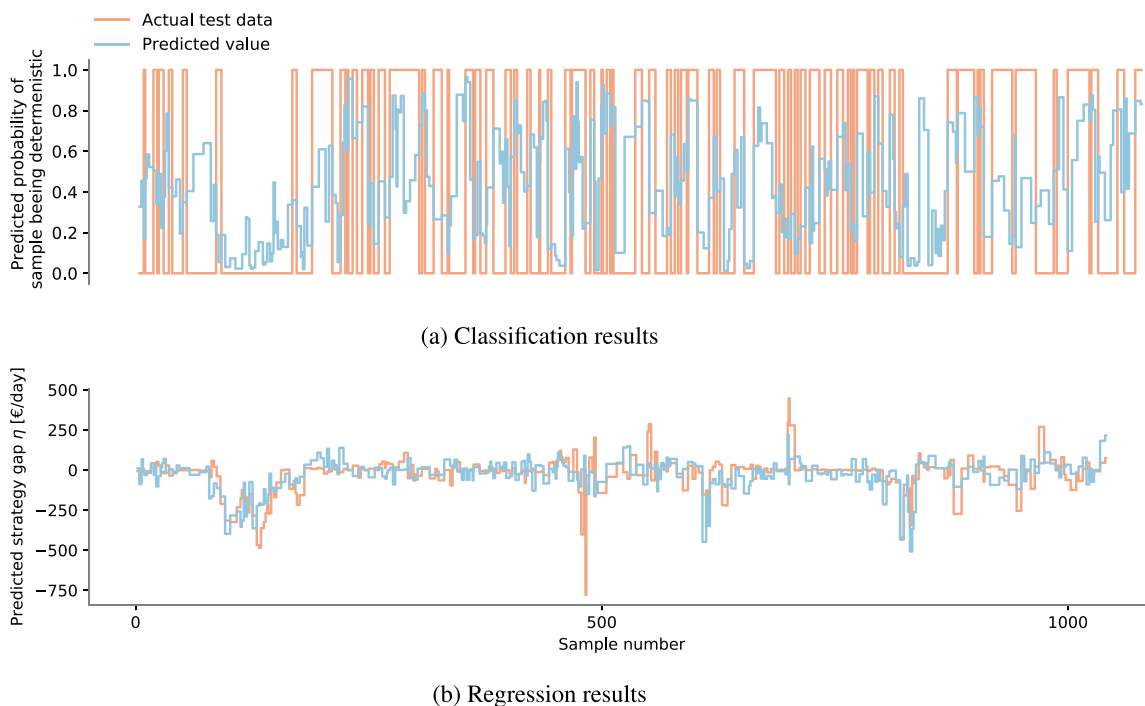 Actual test data
Predicted value
Predicted probability of
sample being determenistic
1.0
0.8
0.6
0.4
0.2
0.0
(a) Classification results
Predicted strategy gap η [€/day]
500
250
0
−250
−500
−750
0
500
1000
Sample number
(b) Regression results